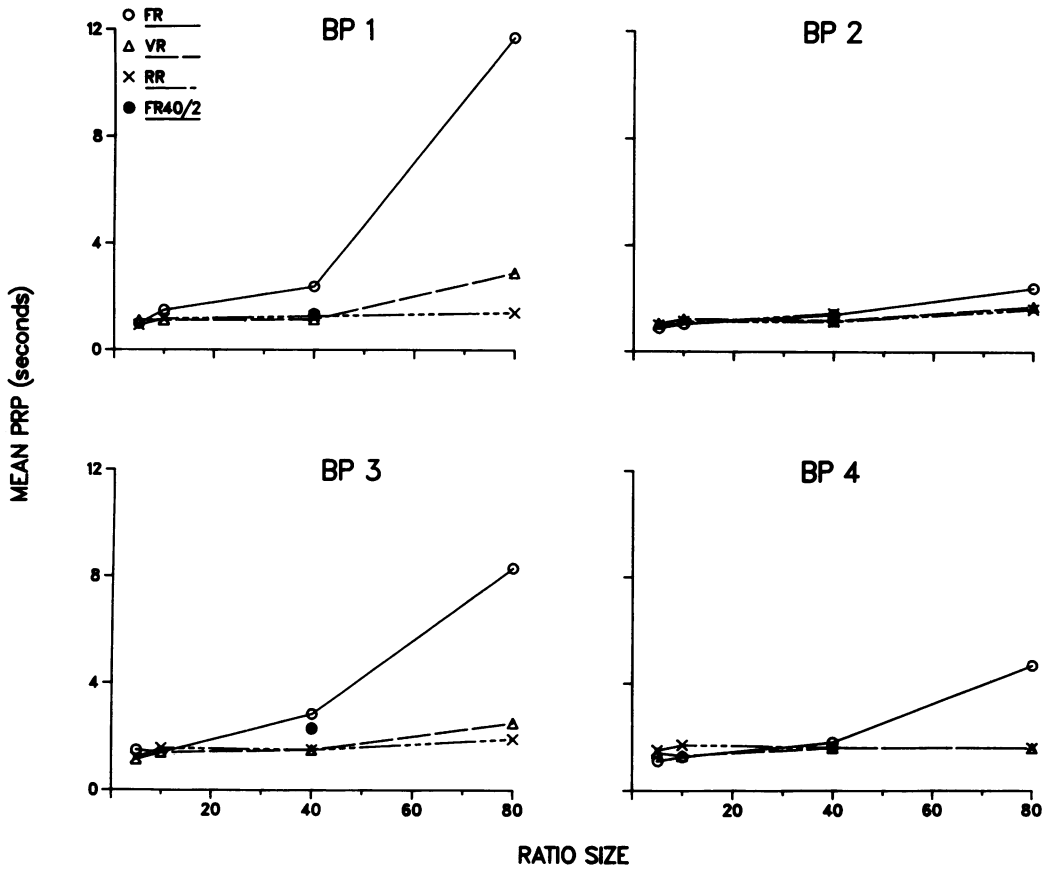 FR
VR
RR
FR40/2
BP 1
12
8
4
0
BP 2
MEAN PRP (seconds)
BP 3
12
8
4
0
20 40 60 80
BP 4
20 40 60 80
RATIO SIZE